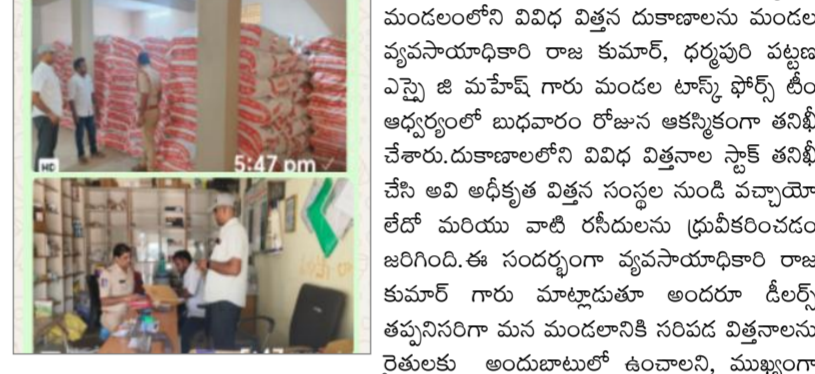 5:47 pm
HD
మండలంలోని వివిధ విత్తన దుకాణాలను మండల
వ్యవసాయాధికారి రాజ కుమార్, ధర్మపురి పట్టణ
ఎస్సై జి మహేష్ గారు మండల టాస్క్ ఫోర్స్ టీం
ఆధ్వర్యంలో బుధవారం రోజున ఆకస్మికంగా తనిఖీ
చేశారు.దుకాణాలలోని వివిధ విత్తనాల స్టాక్ తనిఖీ
చేసి అవి అధీకృత విత్తన సంస్థల నుండి వచ్చాయో
లేదో మరియు వాటి రసీదులను ధ్రువీకరించడం
జరిగింది.ఈ సందర్భంగా వ్యవసాయాధికారి రాజ
కుమార్ గారు మాట్లాడుతూ అందరూ డీలర్స్
తప్పనిసరిగా మన మండలానికి సరిపడ విత్తనాలను
రైతులకు అందుబాటులో ఉంచాలని, ముఖ్యంగా